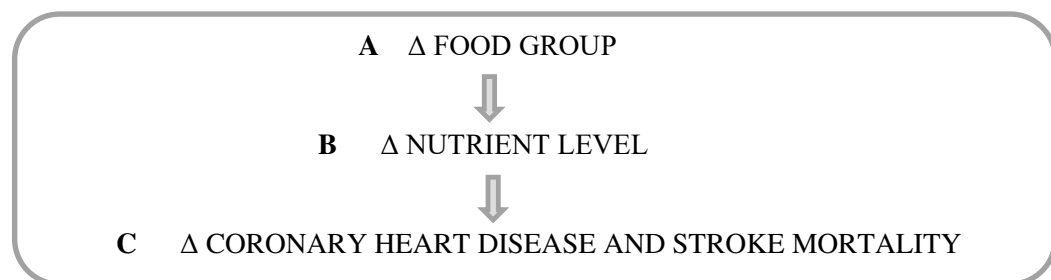 A Δ FOOD GROUP
B Δ NUTRIENT LEVEL
C Δ CORONARY HEART DISEASE AND STROKE MORTALITY